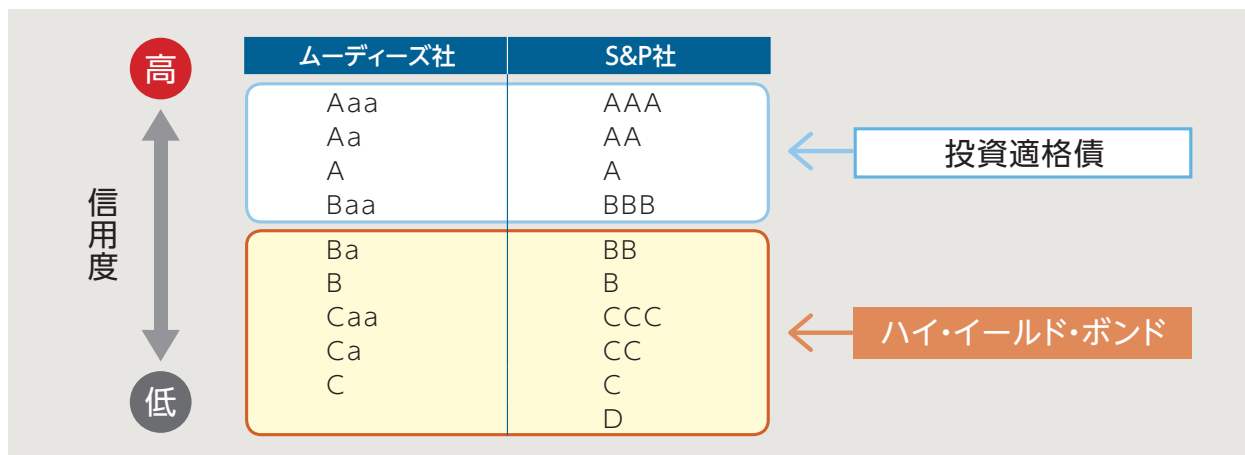 高
信用度
低
ムーディーズ社 S&P社
Aaa AAA
Aa AA
A A
Baa BBB
投資適格債
Ba BB
B B
Caa CCC
Ca CC
C C
D
ハイ・イールド・ボンド